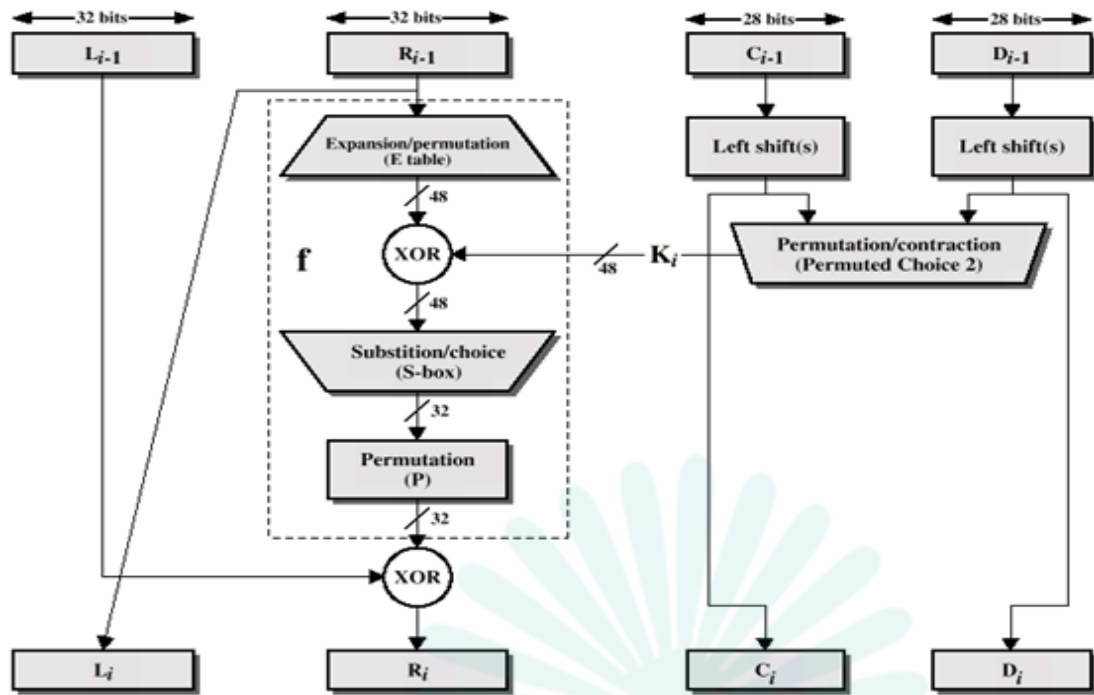 32 bits
32 bits
28 bits
28 bits
Li-1
Ri-1
Ci-1
Di-1
Expansion/permutation
(E table)
Left shift(s)
Left shift(s)
48
f
XOR
48
Ki
Permutation/contraction
(Permuted Choice 2)
48
Substition/choice
(S-box)
32
Permutation
(P)
32
XOR
Li
Ri
Ci
Di